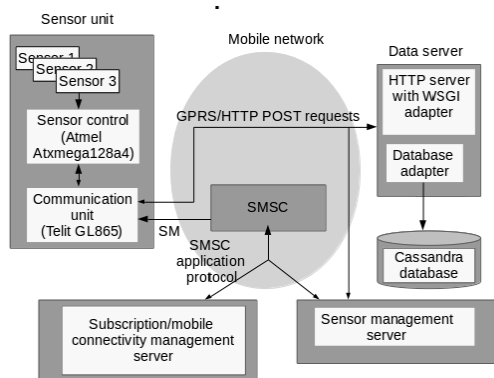 Sensor unit
Mobile network
Data server
Sensor 1
Sensor 2
Sensor 3
Sensor control
(Atmel
Atxmega128a4)
Communication
unit
(Telit GL865)
GPRS/HTTP POST requests
HTTP server
with WSGI
adapter
Database
adapter
Cassandra
database
SMSC
SM
SMSC
application
protocol
Subscription/mobile
connectivity management
server
Sensor management
server